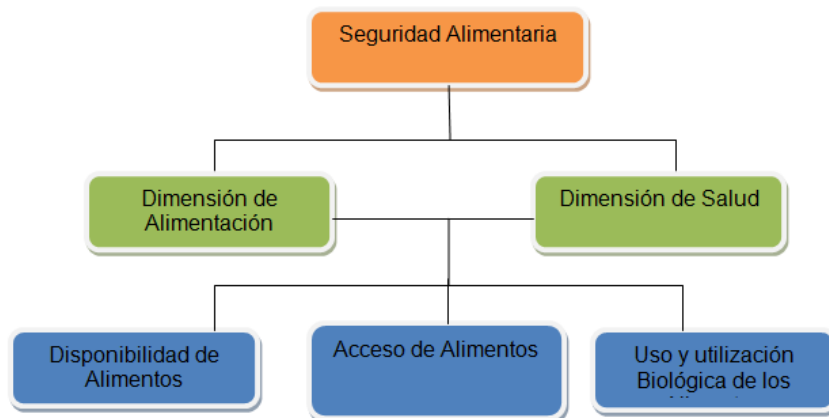 Seguridad Alimentaria
Dimensión de
Alimentación
Dimensión de Salud
Disponibilidad de
Alimentos
Acceso de Alimentos
Uso y utilización
Biológica de los